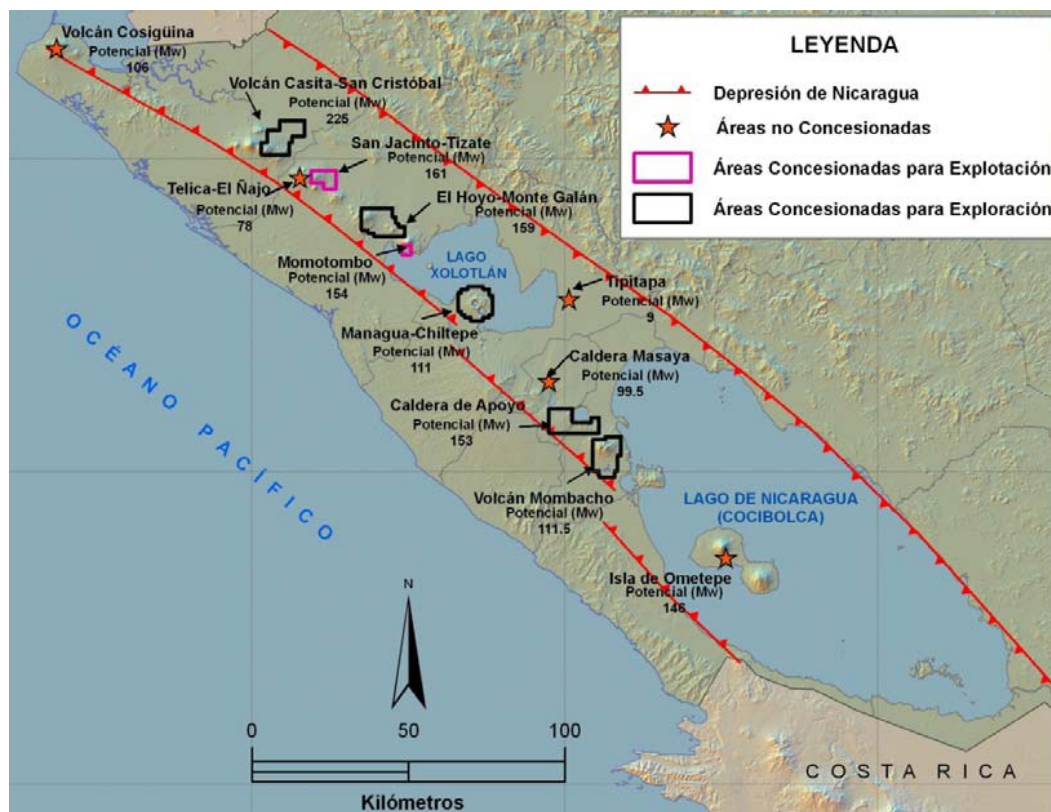 Volcán Cosigüina
Potencial (Mw)
106
Volcán Casita-San Cristóbal
Potencial (Mw)
225
San Jacinto-Tizate
Potencial (Mw)
161
Telica-El Ñajo
Potencial (Mw)
78
El Hoyo-Monte Galán
Potencial (Mw)
159
Momotombo
Potencial (Mw)
154
LAGO
XOLOTLÁN
Tipitapa
Potencial (Mw)
9
Managua-Chiltepe
Potencial (Mw)
111
Caldera Masaya
Potencial (Mw)
99.5
Caldera de Apoyo
Potencial (Mw)
153
Volcán Mombacho
Potencial (Mw)
111.5
LAGO DE NICARAGUA
(COCIBOLCA)
Isla de Ometepe
Potencial (Mw)
146
OCÉANO PACÍFICO
COSTA RICA
N
0 50 100
Kilómetros
LEYENDA
Depresión de Nicaragua
Áreas no Concesionadas
Áreas Concesionadas para Explotación
Áreas Concesionadas para Exploración